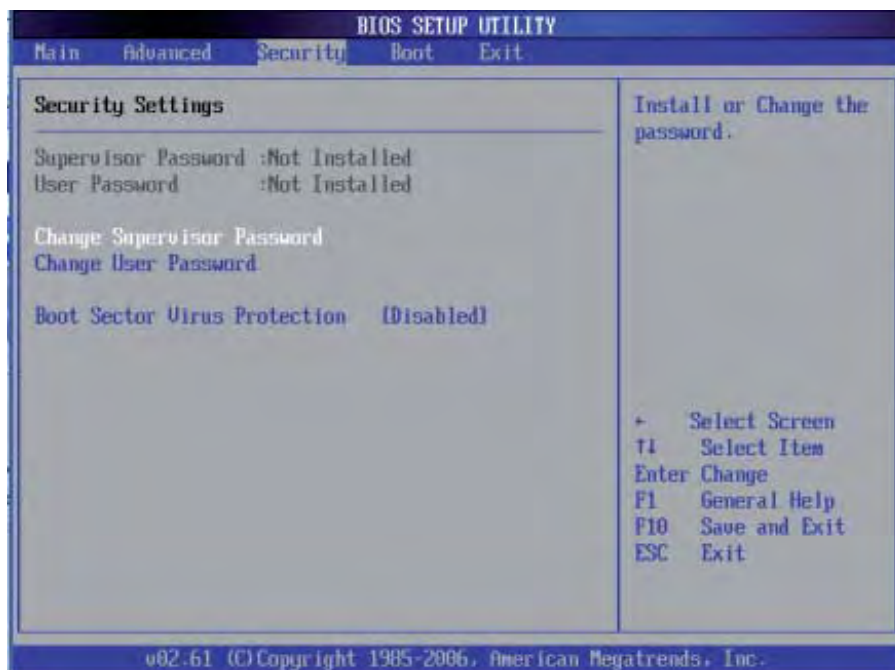 BIOS SETUP UTILITY
Main Advanced Security Boot Exit
Security Settings
Supervisor Password :Not Installed
User Password :Not Installed
Change Supervisor Password
Change User Password
Boot Sector Virus Protection [Disabled]
Install or Change the
password.
← Select Screen
↑↓ Select Item
Enter Change
F1 General Help
F10 Save and Exit
ESC Exit
v02.61 (C)Copyright 1985-2006, American Megatrends, Inc.